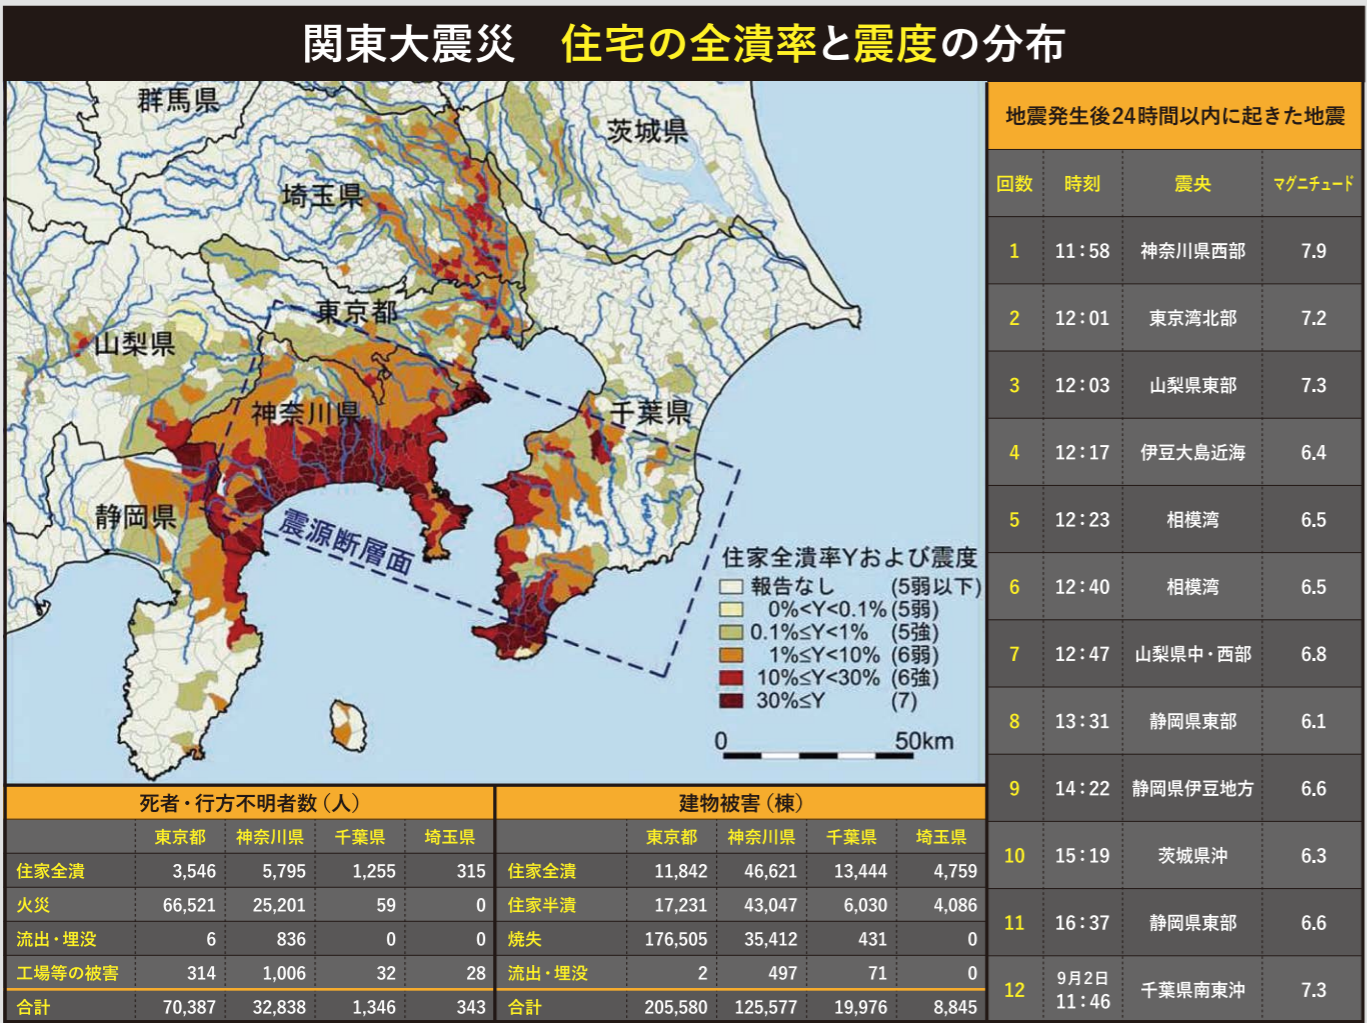 関東大震災　住宅の全潰率と震度の分布
群馬県
茨城県
埼玉県
東京都
山梨県
神奈川県
千葉県
静岡県
震源断層面
住家全潰率Yおよび震度
報告なし (5弱以下)
0%<Y<0.1% (5弱)
0.1%≤Y<1% (5強)
1%≤Y<10% (6弱)
10%≤Y<30% (6強)
30%≤Y (7)
0 50km
地震発生後24時間以内に起きた地震
回数 時刻 震央 マグニチュード
1 11:58 神奈川県西部 7.9
2 12:01 東京湾北部 7.2
3 12:03 山梨県東部 7.3
4 12:17 伊豆大島近海 6.4
5 12:23 相模湾 6.5
6 12:40 相模湾 6.5
7 12:47 山梨県中・西部 6.8
8 13:31 静岡県東部 6.1
9 14:22 静岡県伊豆地方 6.6
10 15:19 茨城県沖 6.3
11 16:37 静岡県東部 6.6
12 9月2日 11:46 千葉県南東沖 7.3
死者・行方不明者数（人）
東京都 神奈川県 千葉県 埼玉県
住家全潰 3,546 5,795 1,255 315
火災 66,521 25,201 59 0
流出・埋没 6 836 0 0
工場等の被害 314 1,006 32 28
合計 70,387 32,838 1,346 343
建物被害（棟）
東京都 神奈川県 千葉県 埼玉県
住家全潰 11,842 46,621 13,444 4,759
住家半潰 17,231 43,047 6,030 4,086
焼失 176,505 35,412 431 0
流出・埋没 2 497 71 0
合計 205,580 125,577 19,976 8,845